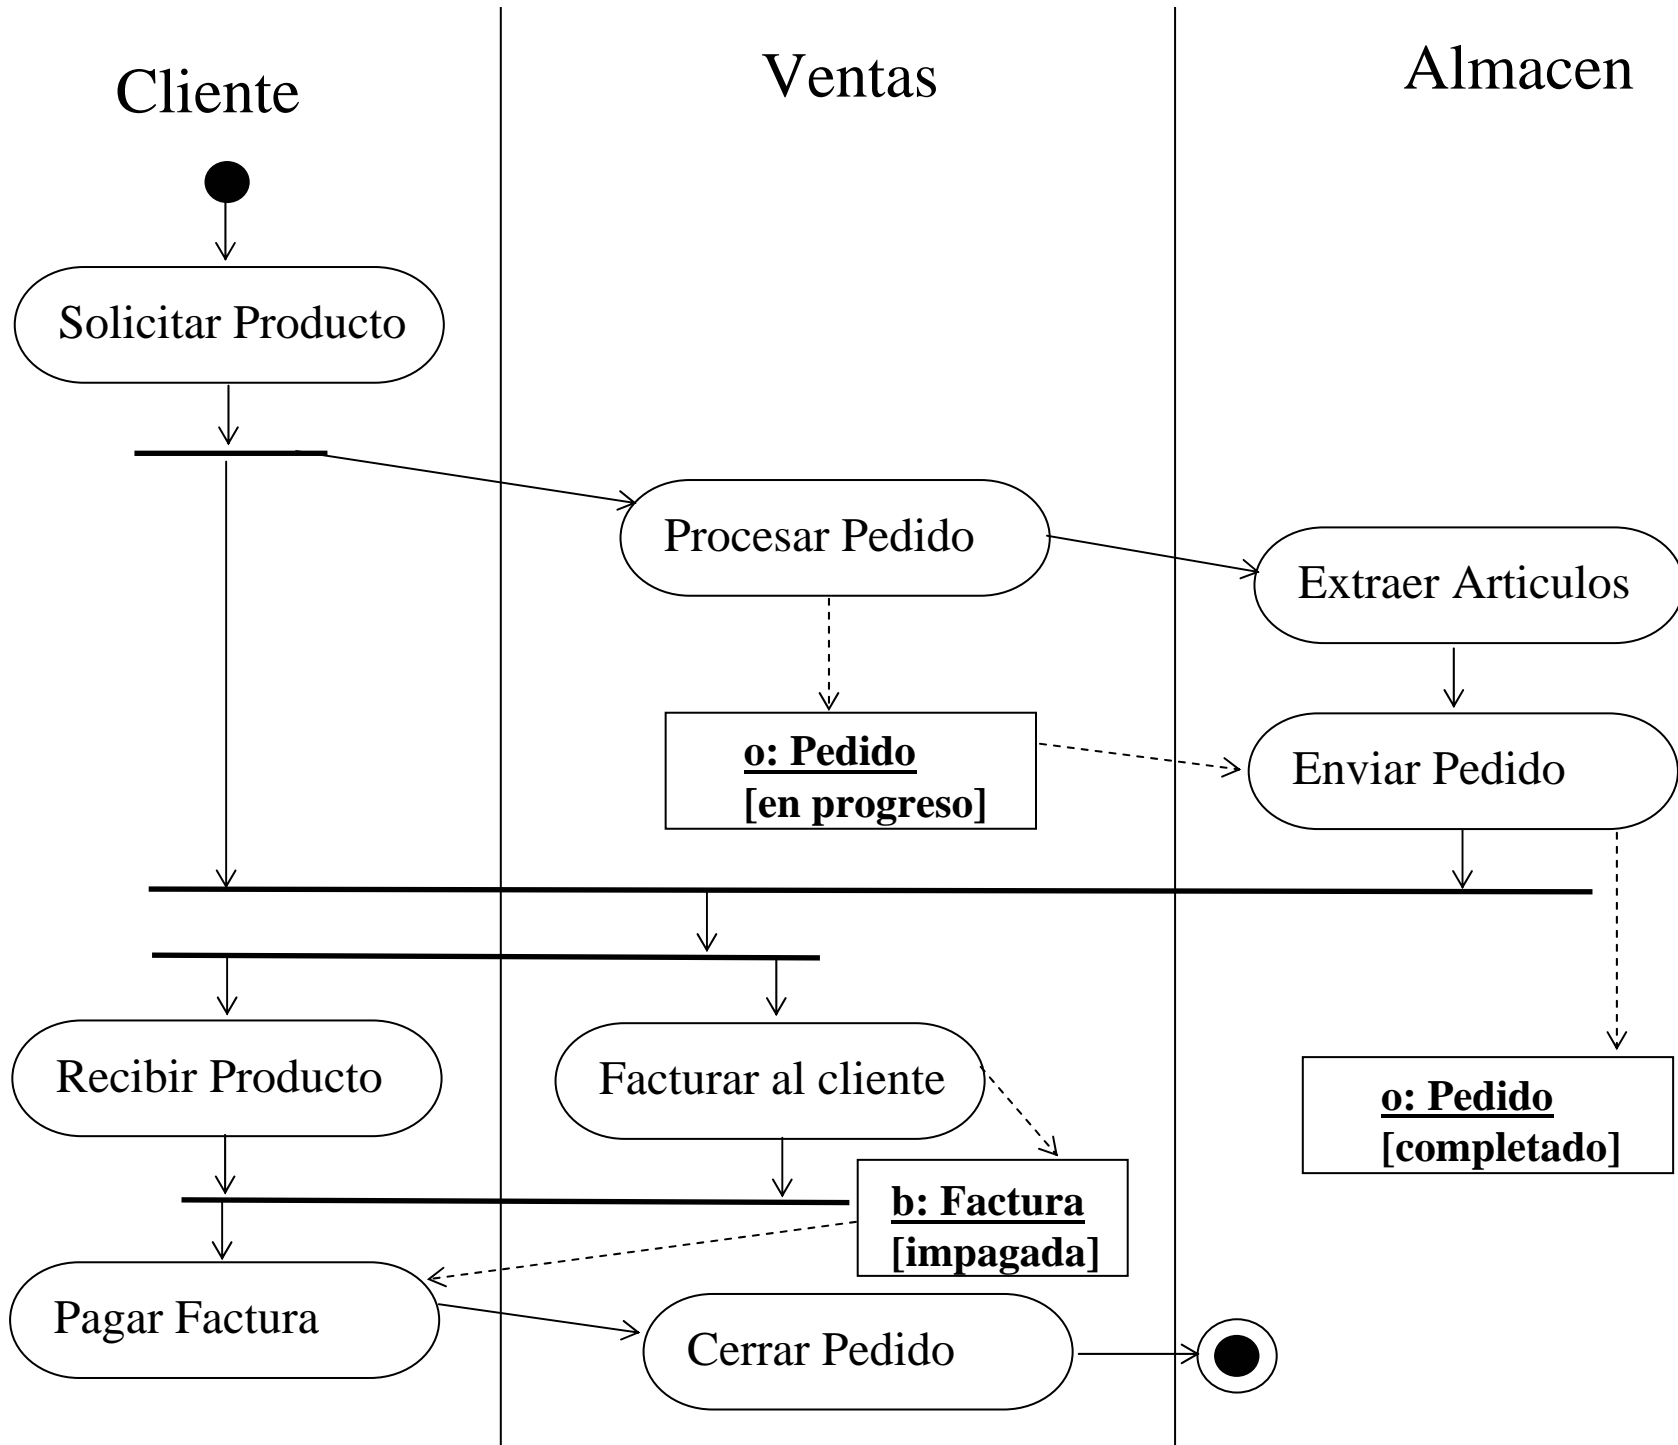 Cliente
Ventas
Almacen
Solicitar Producto
Procesar Pedido
Extraer Articulos
o: Pedido
[en progreso]
Enviar Pedido
Recibir Producto
Facturar al cliente
o: Pedido
[completado]
b: Factura
[impagada]
Pagar Factura
Cerrar Pedido